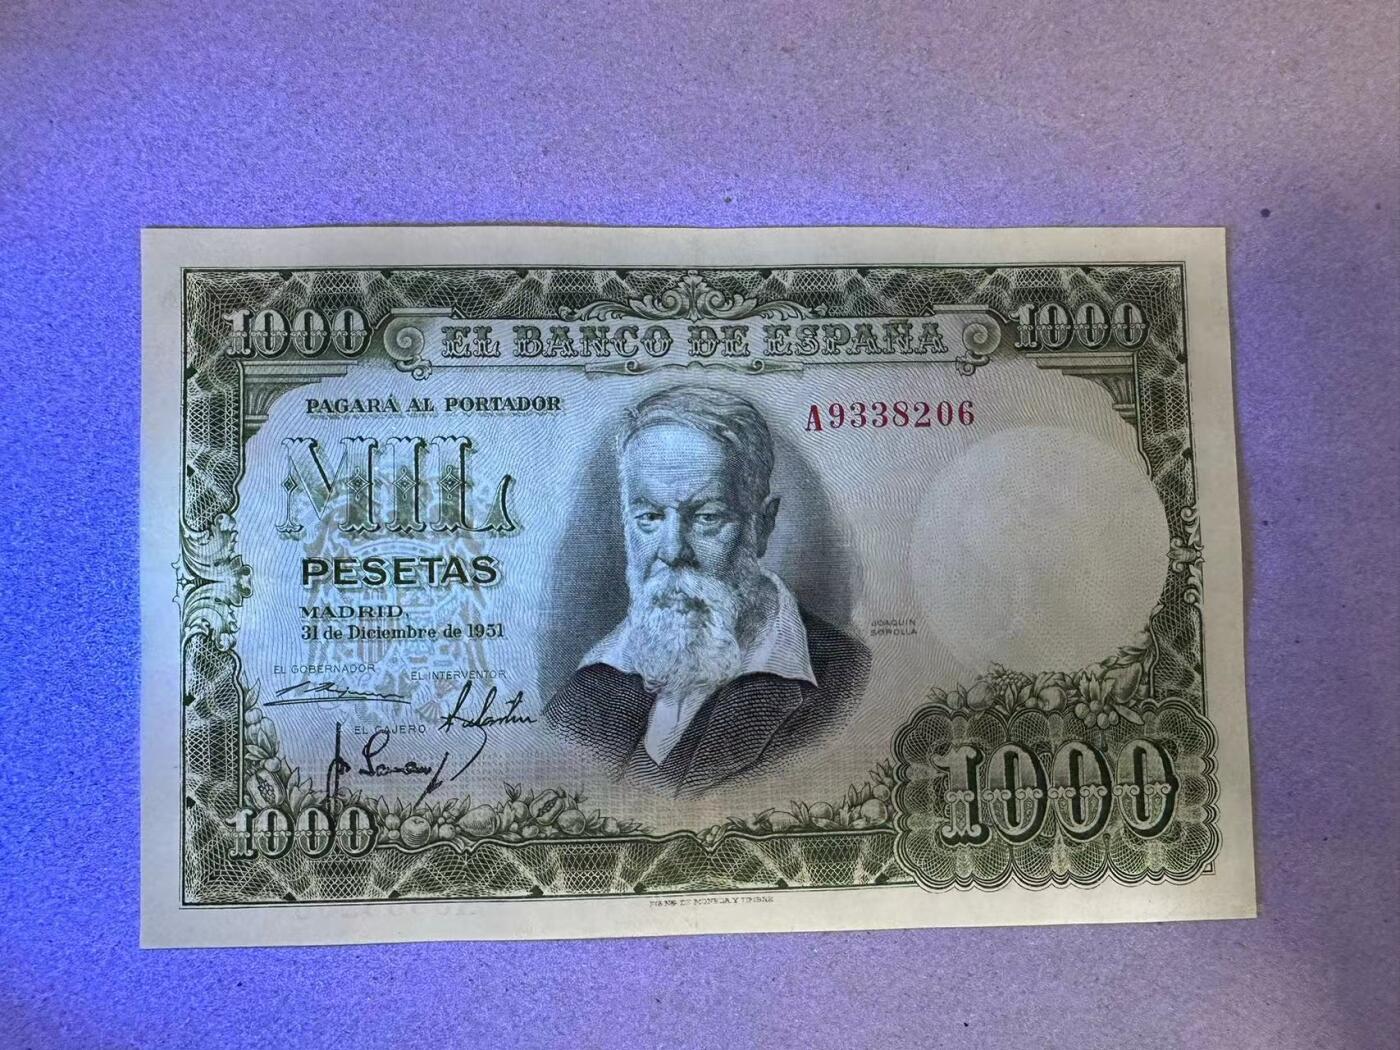 1000 EL BANCO DE ESPAÑA 1000
PAGARÁ AL PORTADOR
A9338206
MIL
PESETAS
MADRID,
31 de Diciembre de 1951
JOAQUIN
SOROLLA
EL GOBERNADOR
EL INTERVENTOR
EL CAJERO
1000
1000